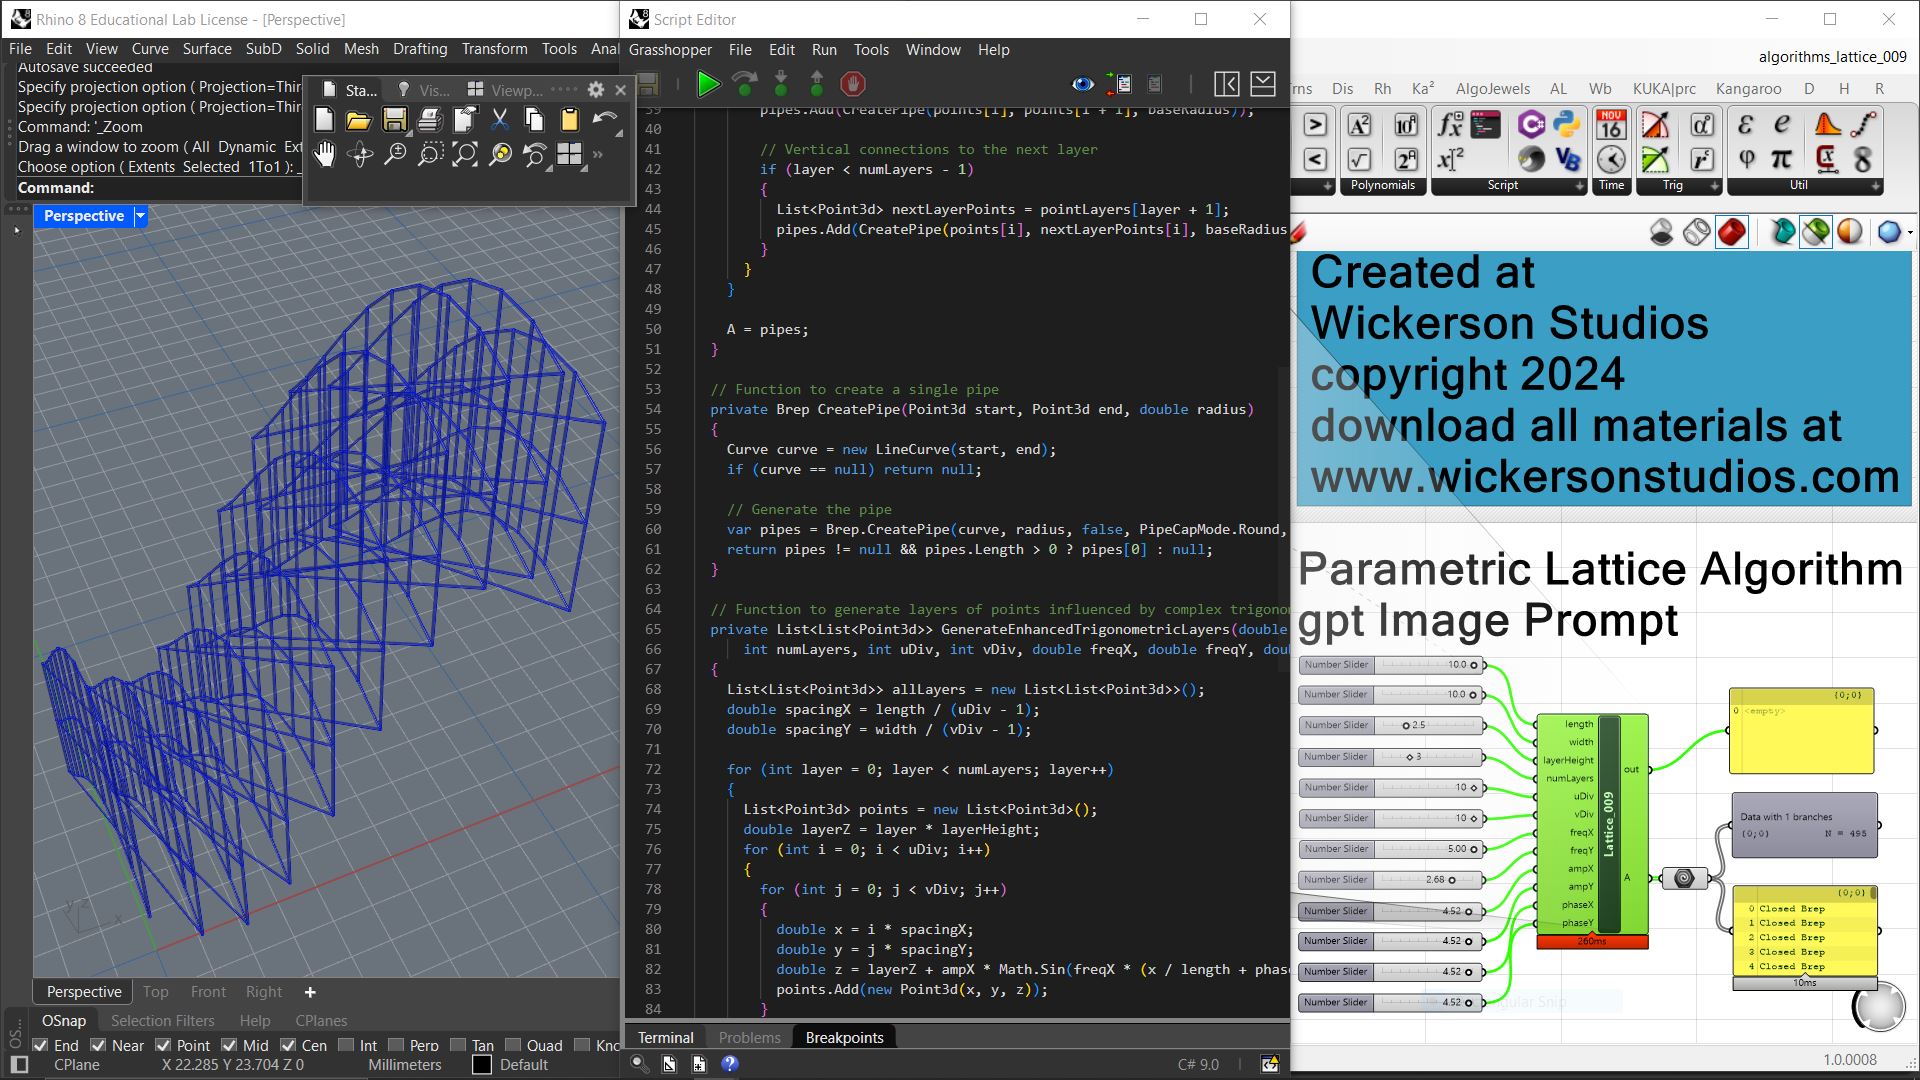 Rhino 8 Educational Lab License - [Perspective]
File Edit View Curve Surface SubD Solid Mesh Drafting Transform Tools
Autosave succeeded
Specify projection option ( Projection=
Specify projection option ( Projection=
Command: '_Zoom
Drag a window to zoom ( All Dynamic
Choose option ( Extents Selected 1To1 ):
Command:
Sta... Vis... Viewp...
Perspective
z
x
Perspective Top Front Right +
OSnap Selection Filters Help CPlanes
End Near Point Mid Cen Int Perp Tan Quad
CPlane X 22.285 Y 23.704 Z 0 Millimeters Default
Script Editor
Grasshopper File Edit Run Tools Window Help
39 pipes.Add(CreatePipe(points[i], points[i + 1], baseRadius));
40
41 // Vertical connections to the next layer
42 if (layer < numLayers - 1)
43 {
44 List<Point3d> nextLayerPoints = pointLayers[layer + 1];
45 pipes.Add(CreatePipe(points[i], nextLayerPoints[i], baseRadius
46 }
47 }
48 }
49
50 A = pipes;
51 }
52
53 // Function to create a single pipe
54 private Brep CreatePipe(Point3d start, Point3d end, double radius)
55 {
56 Curve curve = new LineCurve(start, end);
57 if (curve == null) return null;
58
59 // Generate the pipe
60 var pipes = Brep.CreatePipe(curve, radius, false, PipeCapMode.Round,
61 return pipes != null && pipes.Length > 0 ? pipes[0] : null;
62 }
63
64 // Function to generate layers of points influenced by complex
65 private List<List<Point3d>> GenerateEnhancedTrigonometricLayers(double
66 int numLayers, int uDiv, int vDiv, double freqX, double freqY,
67 {
68 List<List<Point3d>> allLayers = new List<List<Point3d>>();
69 double spacingX = length / (uDiv - 1);
70 double spacingY = width / (vDiv - 1);
71
72 for (int layer = 0; layer < numLayers; layer++)
73 {
74 List<Point3d> points = new List<Point3d>();
75 double layerZ = layer * layerHeight;
76 for (int i = 0; i < uDiv; i++)
77 {
78 for (int j = 0; j < vDiv; j++)
79 {
80 double x = i * spacingX;
81 double y = j * spacingY;
82 double z = layerZ + ampX * Math.Sin(freqX * (x / length +
83 points.Add(new Point3d(x, y, z));
84 }
Terminal Problems Breakpoints
C# 9.0
algorithms_lattice_009
Dis Rh Ka² AlgoJewels AL Wb KUKA|prc Kangaroo D H R
NOV
16
Polynomials Script Time Trig Util
Created at
Wickerson Studios
copyright 2024
download all materials at
www.wickersonstudios.com
Parametric Lattice Algorithm
gpt Image Prompt
Number Slider 10.0
Number Slider 10.0
Number Slider 2.5
Number Slider 3
Number Slider 10
Number Slider 10
Number Slider 5.00
Number Slider 2.68
Number Slider 4.52
Number Slider 4.52
Number Slider 4.52
Number Slider 4.52
length
width
layerHeight
numLayers
uDiv
vDiv
freqX
freqY
ampX
ampY
phaseX
phaseY
Lattice_009
out
A
260ms
{0;0}
0 <empty>
Data with 1 branches
{0;0} N = 495
{0;0}
0 Closed Brep
1 Closed Brep
2 Closed Brep
3 Closed Brep
4 Closed Brep
10ms
1.0.0008